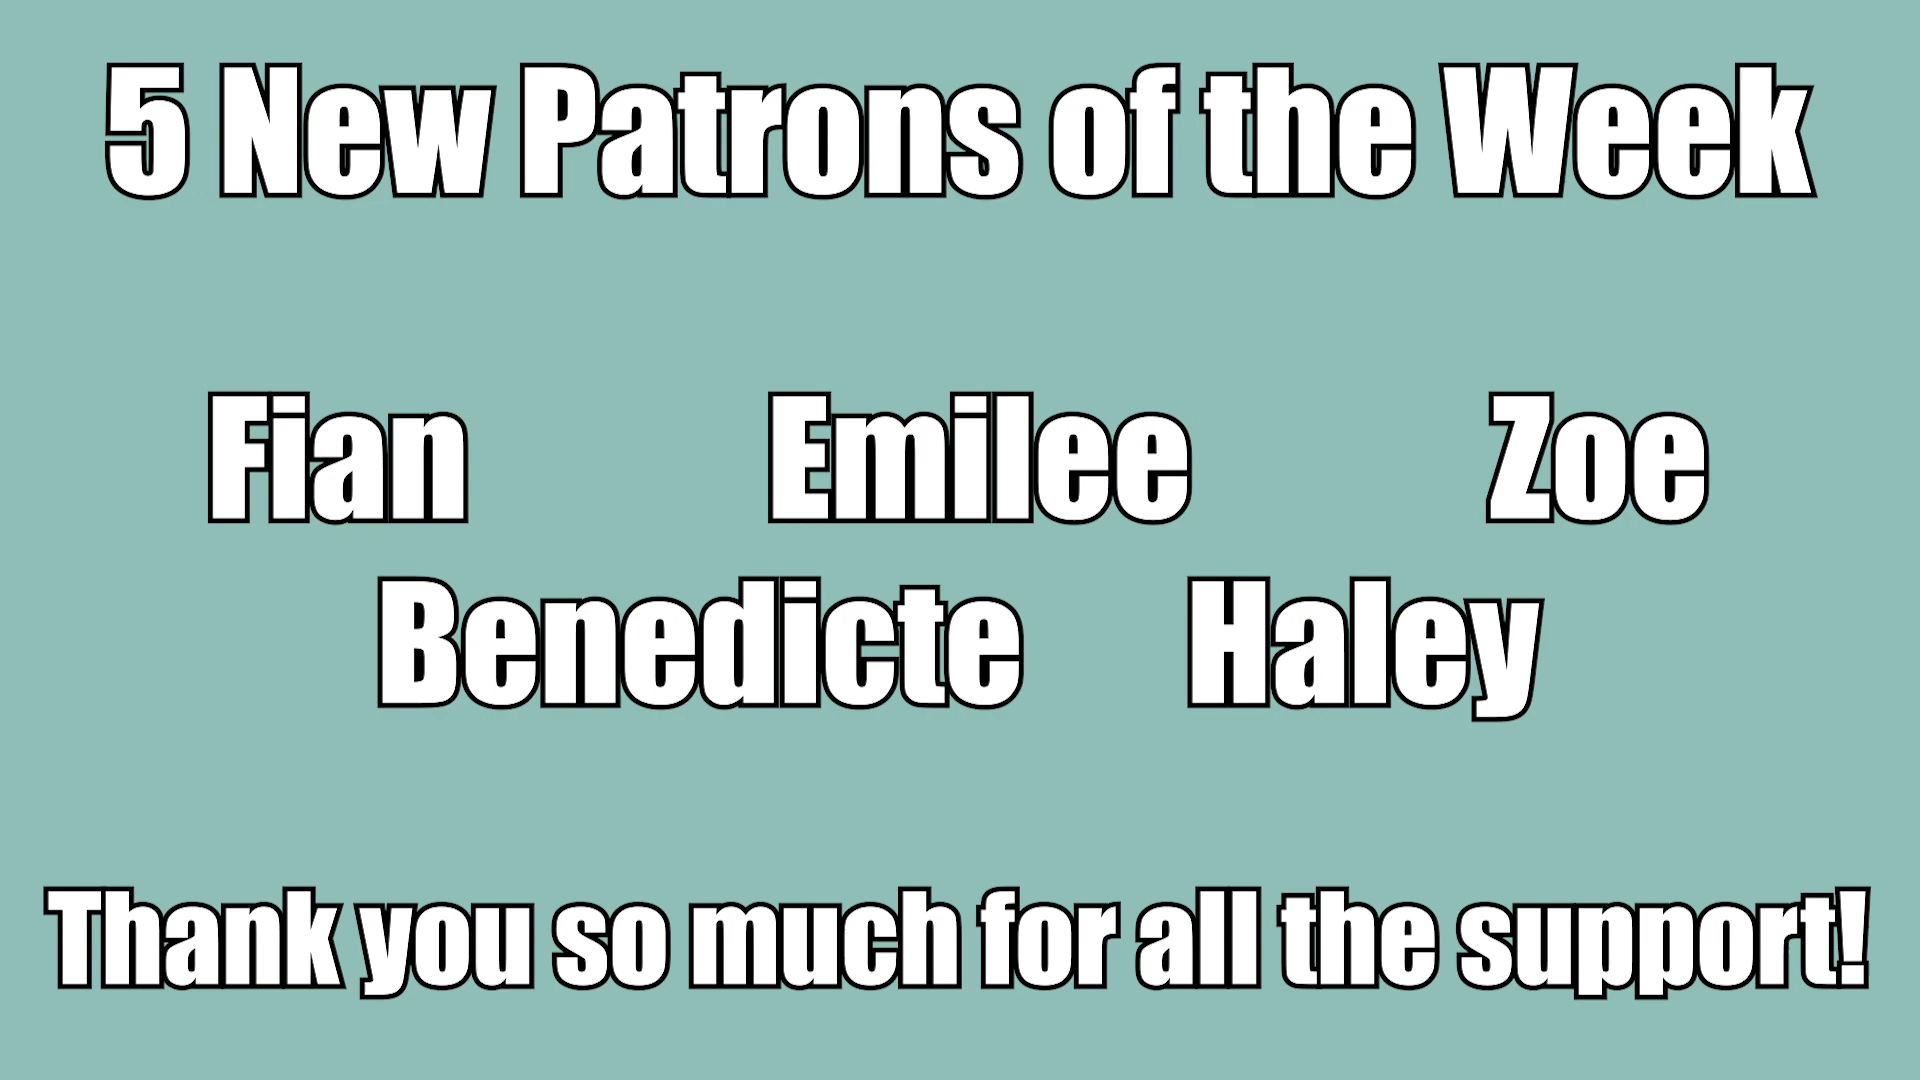 5 New Patrons of the Week
Fian Emilee Zoe
Benedicte Haley
Thank you so much for all the support!